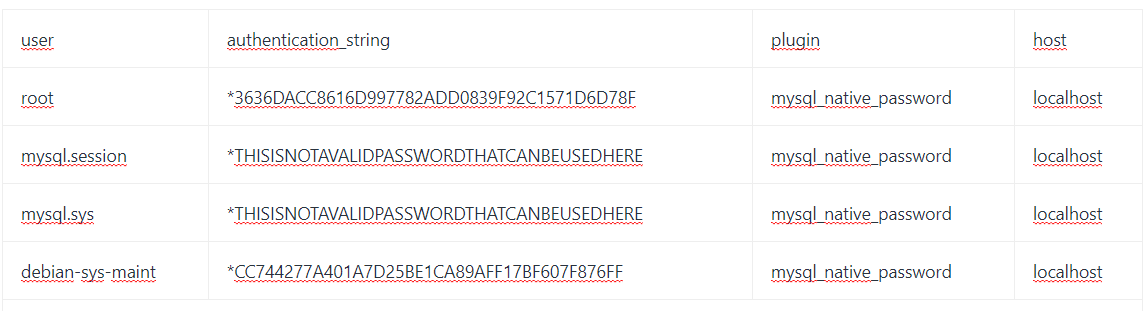 user authentication_string plugin host
root *3636DACC8616D997782ADD0839F92C1571D6D78F mysql_native_password localhost
mysql.session *THISISNOTAVALIDPASSWORDTHATCANBEUSEDHERE mysql_native_password localhost
mysql.sys *THISISNOTAVALIDPASSWORDTHATCANBEUSEDHERE mysql_native_password localhost
debian-sys-maint *CC744277A401A7D25BE1CA89AFF17BF607F876FF mysql_native_password localhost